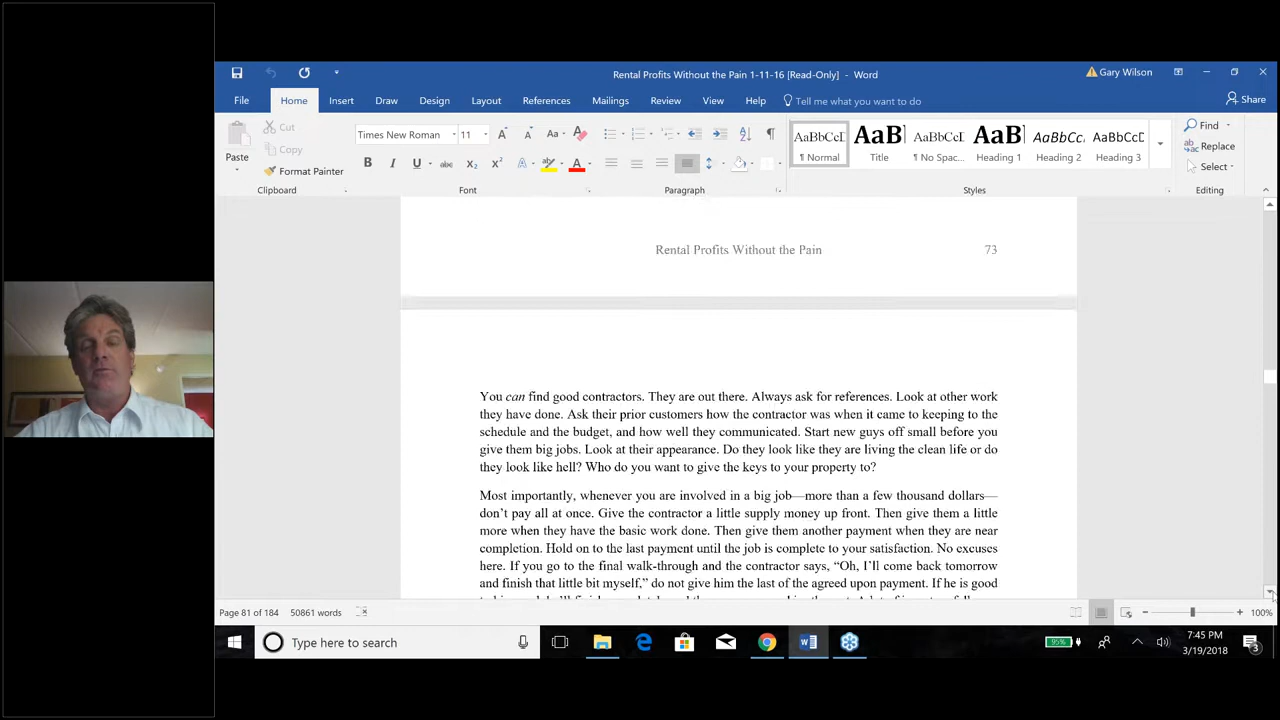 Rental Profits Without the Pain 1-11-16 [Read-Only] - Word
Gary Wilson
File Home Insert Draw Design Layout References Mailings Review View Help Tell me what you want to do Share
Paste
Cut
Copy
Format Painter
Clipboard
Times New Roman 11
Font
Paragraph
AaBbCcD AaB AaBbCcD AaB AaBbCc AaBbCcD
¶ Normal Title ¶ No Spac... Heading 1 Heading 2 Heading 3
Styles
Find
Replace
Select
Editing
Rental Profits Without the Pain 73
You can find good contractors. They are out there. Always ask for references. Look at other work
they have done. Ask their prior customers how the contractor was when it came to keeping to the
schedule and the budget, and how well they communicated. Start new guys off small before you
give them big jobs. Look at their appearance. Do they look like they are living the clean life or do
they look like hell? Who do you want to give the keys to your property to?
Most importantly, whenever you are involved in a big job—more than a few thousand dollars—
don’t pay all at once. Give the contractor a little supply money up front. Then give them a little
more when they have the basic work done. Then give them another payment when they are near
completion. Hold on to the last payment until the job is complete to your satisfaction. No excuses
here. If you go to the final walk-through and the contractor says, “Oh, I’ll come back tomorrow
and finish that little bit myself,” do not give him the last of the agreed upon payment. If he is good
Page 81 of 184 50861 words 100%
Type here to search
95%
7:45 PM
3/19/2018
3